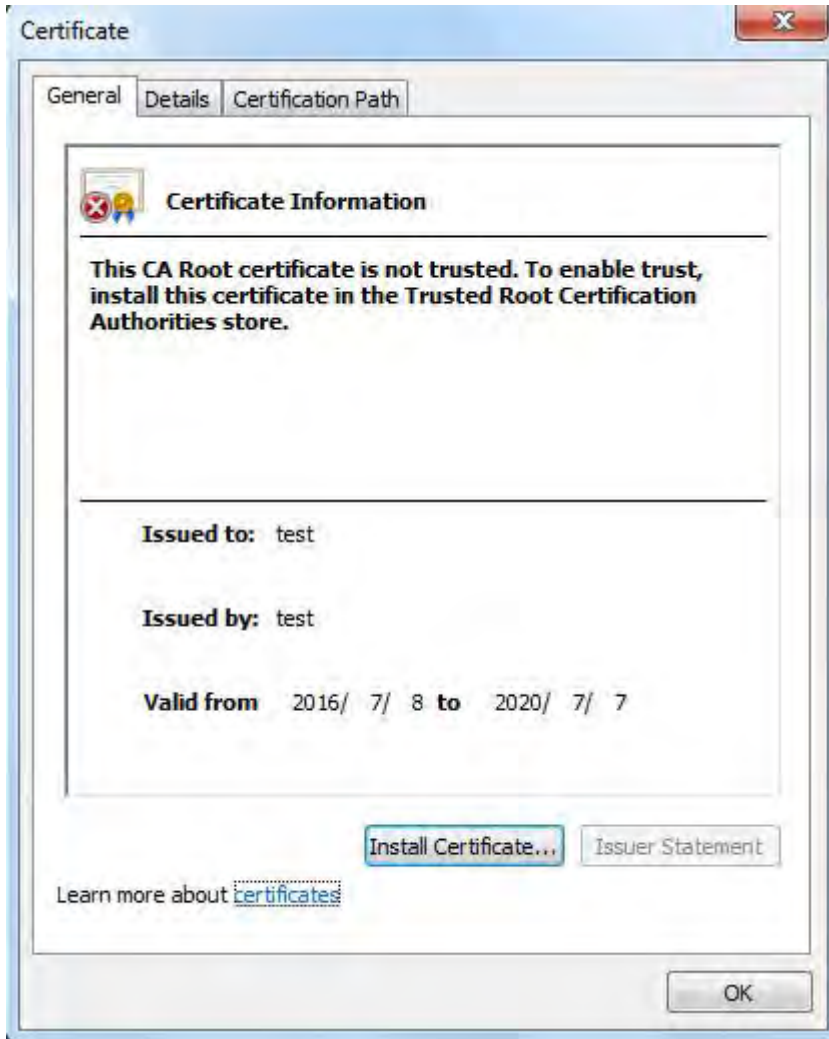 Certificate
General Details Certification Path
Certificate Information
This CA Root certificate is not trusted. To enable trust,
install this certificate in the Trusted Root Certification
Authorities store.
Issued to: test
Issued by: test
Valid from 2016/ 7/ 8 to 2020/ 7/ 7
Install Certificate... Issuer Statement
Learn more about certificates
OK